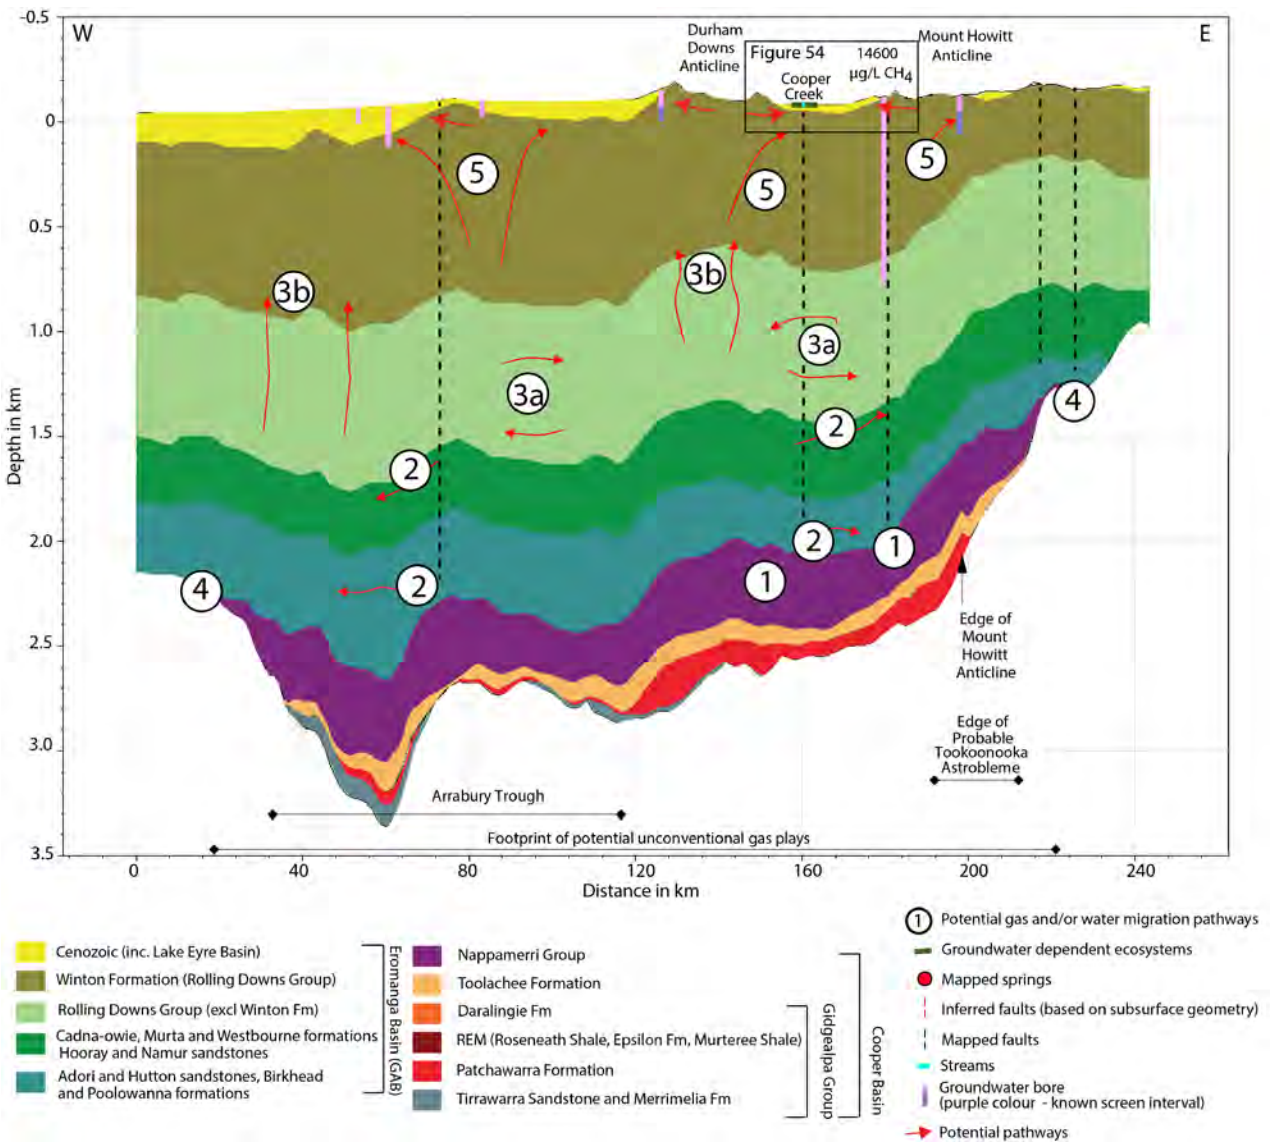 -0.5
W
E
Durham
Downs
Anticline
Figure 54
14600
µg/L CH4
Cooper
Creek
Mount Howitt
Anticline
0
5
5
5
0.5
3b
3b
1.0
3a
3a
4
1.5
2
2
Depth in km
2.0
2
1
2
1
4
2.5
Edge of
Mount
Howitt
Anticline
3.0
Edge of
Probable
Tookoonooka
Astrobleme
Arrabury Trough
Footprint of potential unconventional gas plays
3.5
0 40 80 120 160 200 240
Distance in km
Cenozoic (inc. Lake Eyre Basin)
Winton Formation (Rolling Downs Group)
Rolling Downs Group (excl Winton Fm)
Cadna-owie, Murta and Westbourne formations
Hooray and Namur sandstones
Adori and Hutton sandstones, Birkhead
and Poolowanna formations
Eromanga Basin (GAB)
Nappamerri Group
Toolachee Formation
Daralingie Fm
REM (Roseneath Shale, Epsilon Fm, Murteree Shale)
Patchawarra Formation
Tirrawarra Sandstone and Merrimelia Fm
Gidgealpa Group
Cooper Basin
1 Potential gas and/or water migration pathways
Groundwater dependent ecosystems
Mapped springs
Inferred faults (based on subsurface geometry)
Mapped faults
Streams
Groundwater bore
(purple colour - known screen interval)
Potential pathways